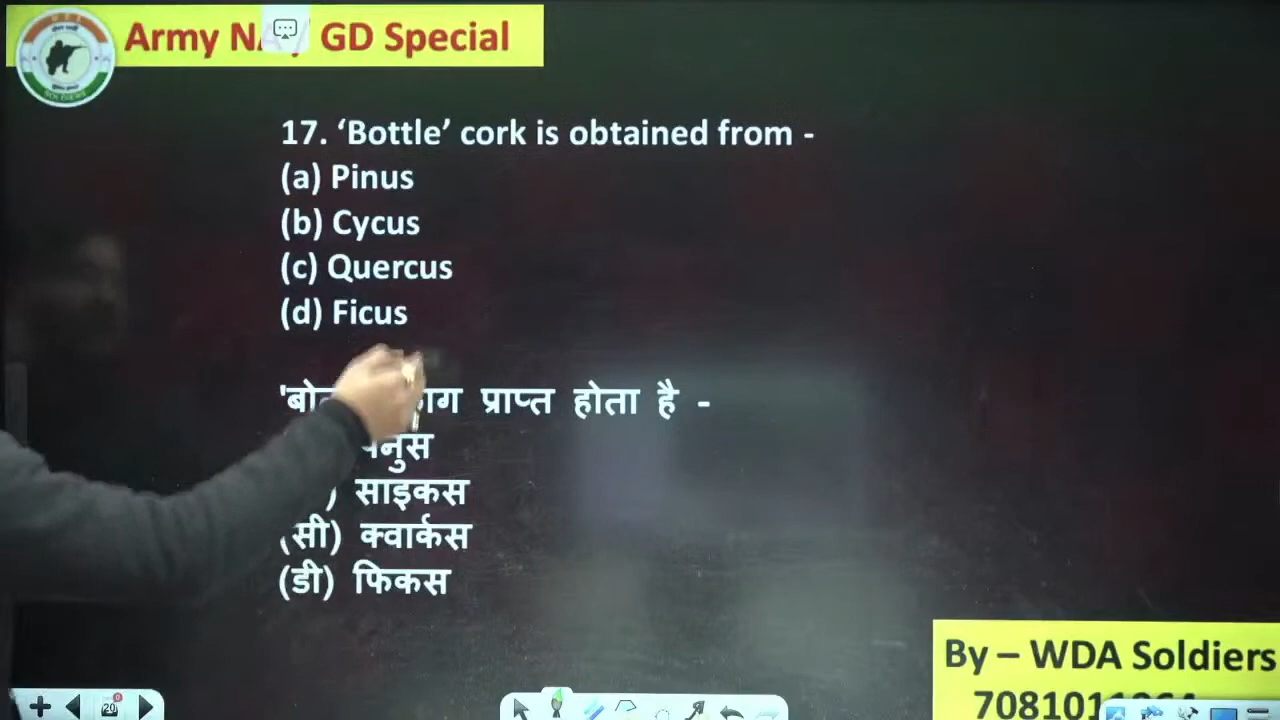 Army GD Special
17. ‘Bottle’ cork is obtained from -
(a) Pinus
(b) Cycus
(c) Quercus
(d) Ficus
प्राप्त होता है -
साइकस
(सी) क्वार्कस
(डी) फिकस
By – WDA Soldiers
20